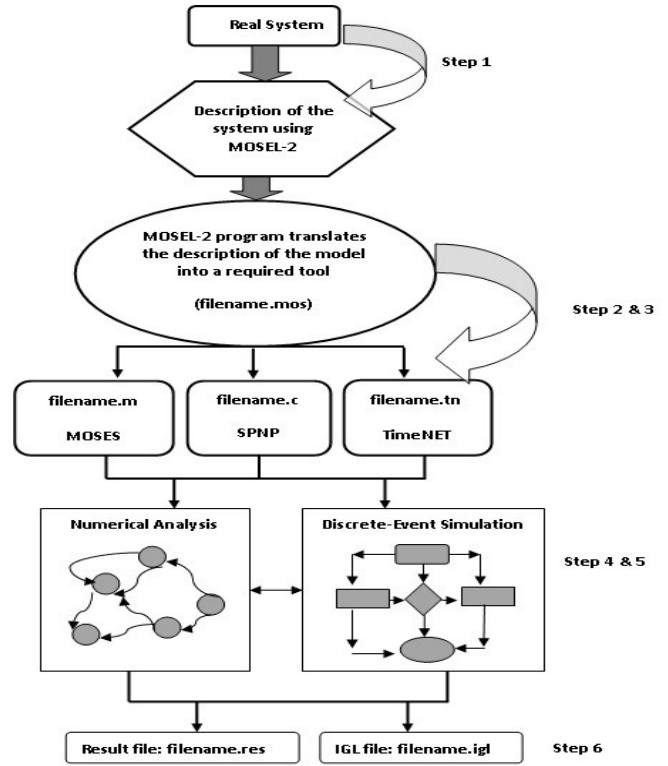 Real System
Step 1
Description of the
system using
MOSEL-2
MOSEL-2 program translates
the description of the model
into a required tool
(filename.mos)
Step 2 & 3
filename.m
MOSES
filename.c
SPNP
filename.tn
TimeNET
Numerical Analysis
Discrete-Event Simulation
Step 4 & 5
Result file: filename.res
IGL file: filename.igl
Step 6